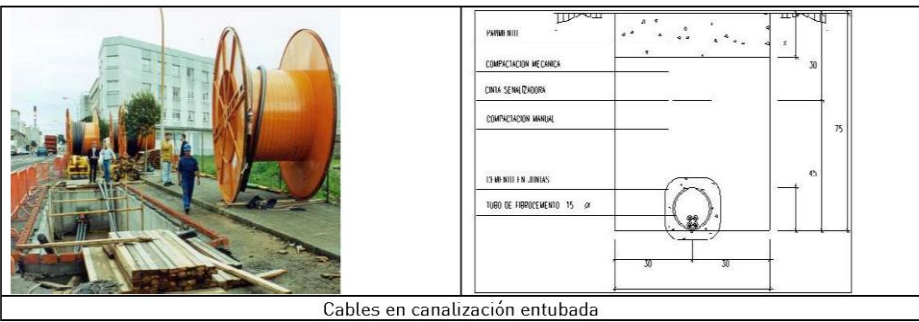 PAVIMENTO
30
COMPACTACION MECANICA
CINTA SENALIZADORA
COMPACTACION MANUAL
75
45
CEMENTO EN JUNTAS
TUBO DE FIBROCEMENTO 15 Ø
30 30
Cables en canalización entubada